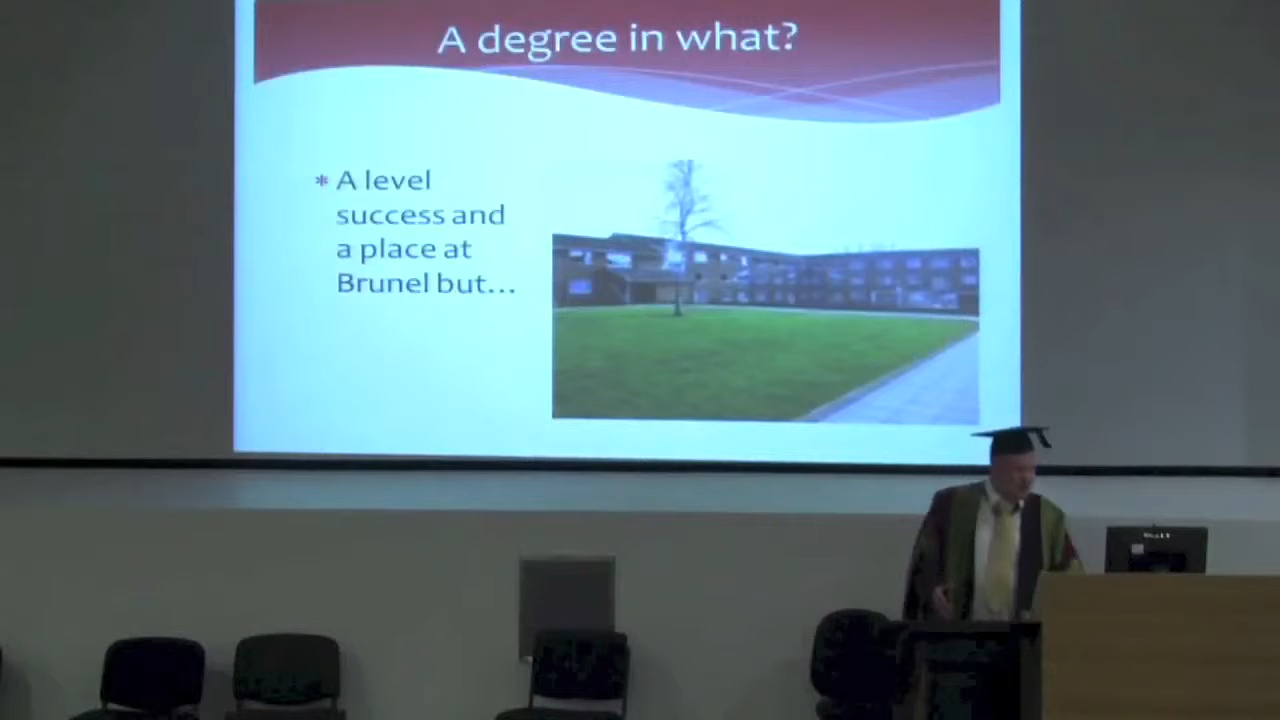 A degree in what?
* A level
success and
a place at
Brunel but...